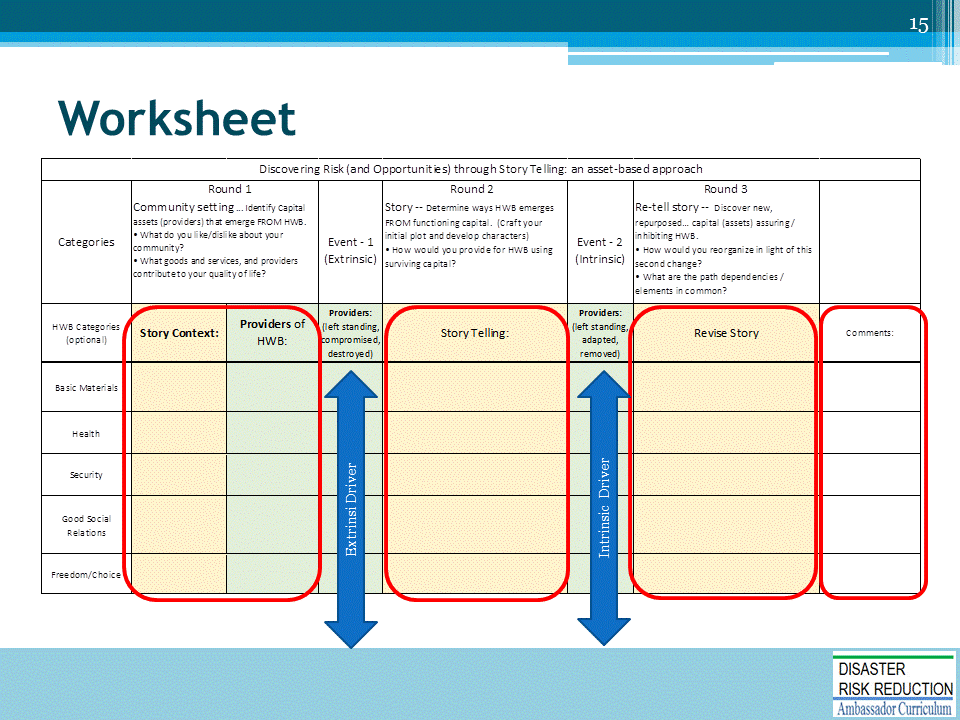 15
Worksheet
Discovering Risk (and Opportunities) through Story Telling: an asset-based approach
Categories
Round 1
Community setting ... Identify Capital
assets (providers) that emerge FROM HWB.
• What do you like/dislike about your
community?
• What goods and services, and providers
contribute to your quality of life?
Event - 1
(Extrinsic)
Round 2
Story -- Determine ways HWB emerges
FROM functioning capital. (Craft your
initial plot and develop characters)
• How would you provide for HWB using
surviving capital?
Event - 2
(Intrinsic)
Round 3
Re-tell story -- Discover new,
repurposed... capital (assets) assuring /
inhibiting HWB.
• How would you reorganize in light of this
second change?
• What are the path dependencies /
elements in common?
HWB Categories
(optional)
Story Context:
Providers of
HWB:
Providers:
(left standing,
compromised,
destroyed)
Story Telling:
Providers:
(left standing,
adapted,
removed)
Revise Story
Comments:
Basic Materials
Health
Security
Good Social
Relations
Freedom/Choice
Extrinsi Driver
Intrinsic Driver
DISASTER
RISK REDUCTION
Ambassador Curriculum